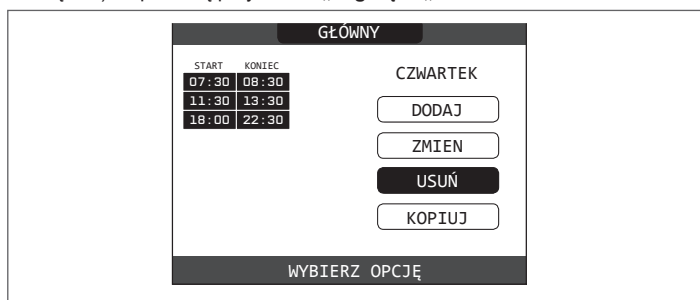 GŁÓWNY
START KONIEC
07:30 08:30
11:30 13:30
18:00 22:30
CZWARTEK
DODAJ
ZMIEN
USUŃ
KOPIUJ
WYBIERZ OPCJĘ